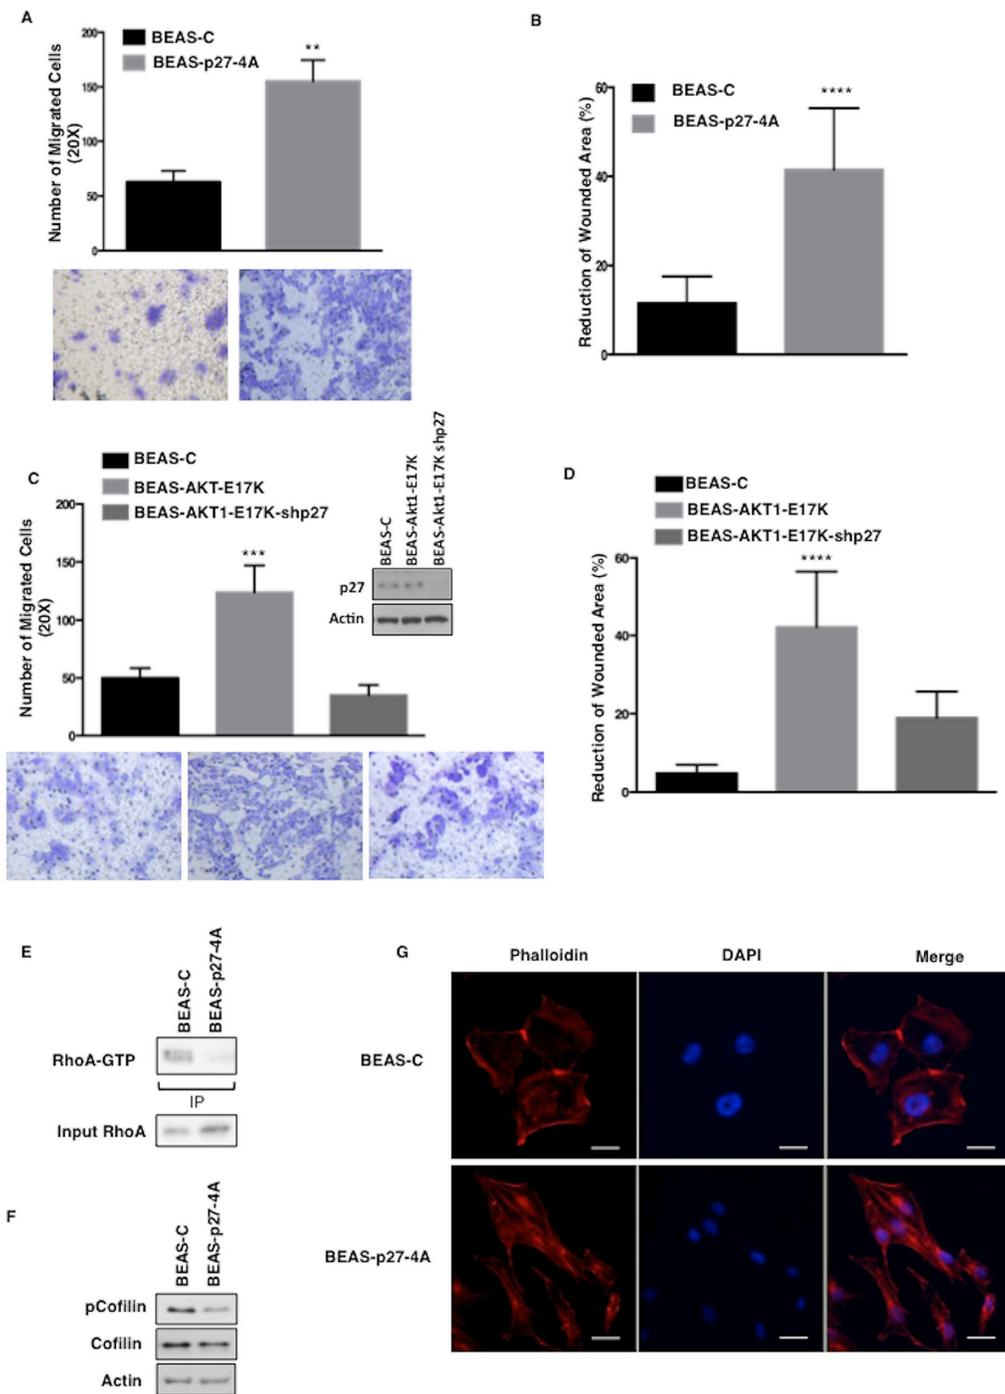 A
Number of Migrated Cells
(20X)
200
150
100
50
0
BEAS-C
BEAS-p27-4A
**
B
Reduction of Wounded Area (%)
60
40
20
0
BEAS-C
BEAS-p27-4A
****
C
BEAS-C
BEAS-AKT-E17K
BEAS-AKT1-E17K-shp27
Number of Migrated Cells
(20X)
200
150
100
50
0
***
BEAS-C
BEAS-Akt1-E17K
BEAS-Akt1-E17K shp27
p27
Actin
D
BEAS-C
BEAS-AKT1-E17K
BEAS-AKT1-E17K-shp27
Reduction of Wounded Area (%)
60
40
20
0
****
E
BEAS-C
BEAS-p27-4A
RhoA-GTP
IP
Input RhoA
F
BEAS-C
BEAS-p27-4A
pCofilin
Cofilin
Actin
G
Phalloidin
DAPI
Merge
BEAS-C
BEAS-p27-4A